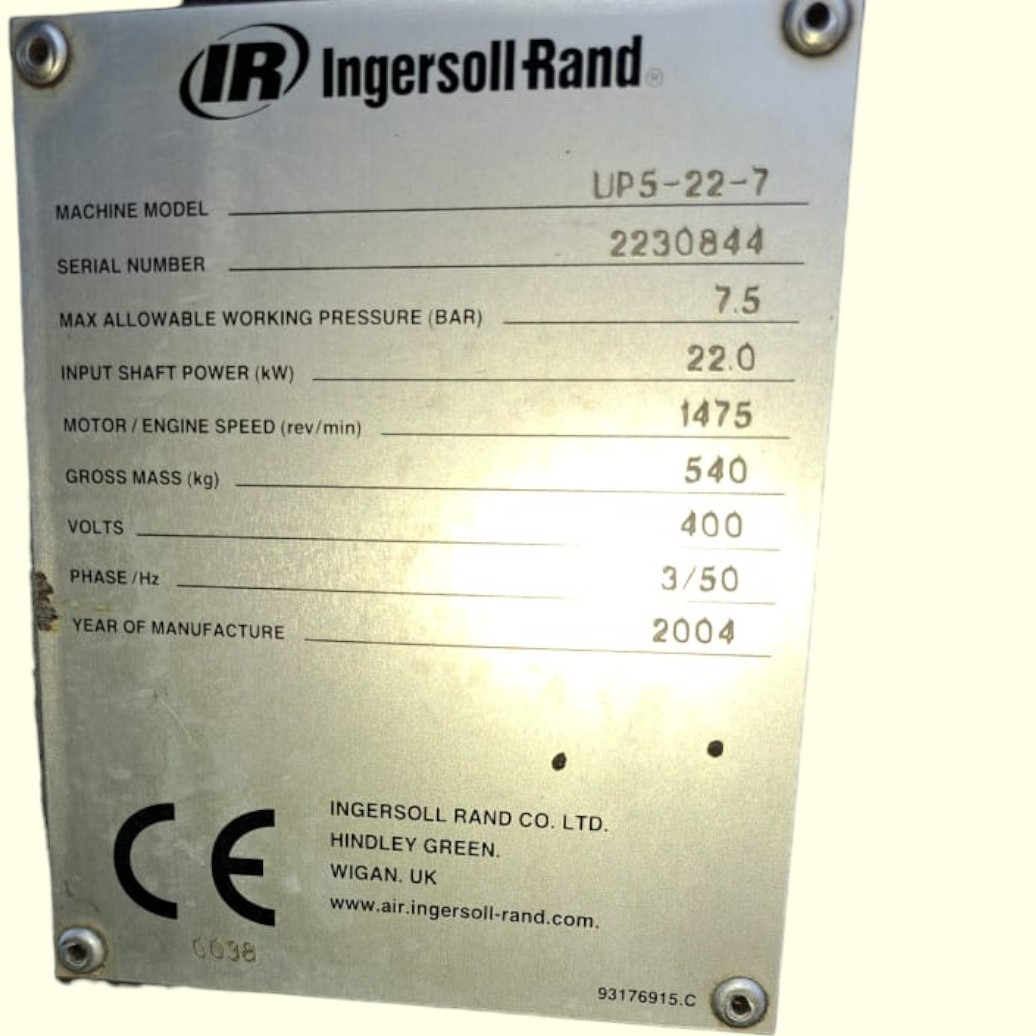 IR Ingersoll Rand®
MACHINE MODEL UP5-22-7
SERIAL NUMBER 2230844
MAX ALLOWABLE WORKING PRESSURE (BAR) 7.5
INPUT SHAFT POWER (kW) 22.0
MOTOR / ENGINE SPEED (rev/min) 1475
GROSS MASS (kg) 540
VOLTS 400
PHASE / Hz 3/50
YEAR OF MANUFACTURE 2004
INGERSOLL RAND CO. LTD.
HINDLEY GREEN.
WIGAN. UK
www.air.ingersoll-rand.com.
CE
0038
93176915.C